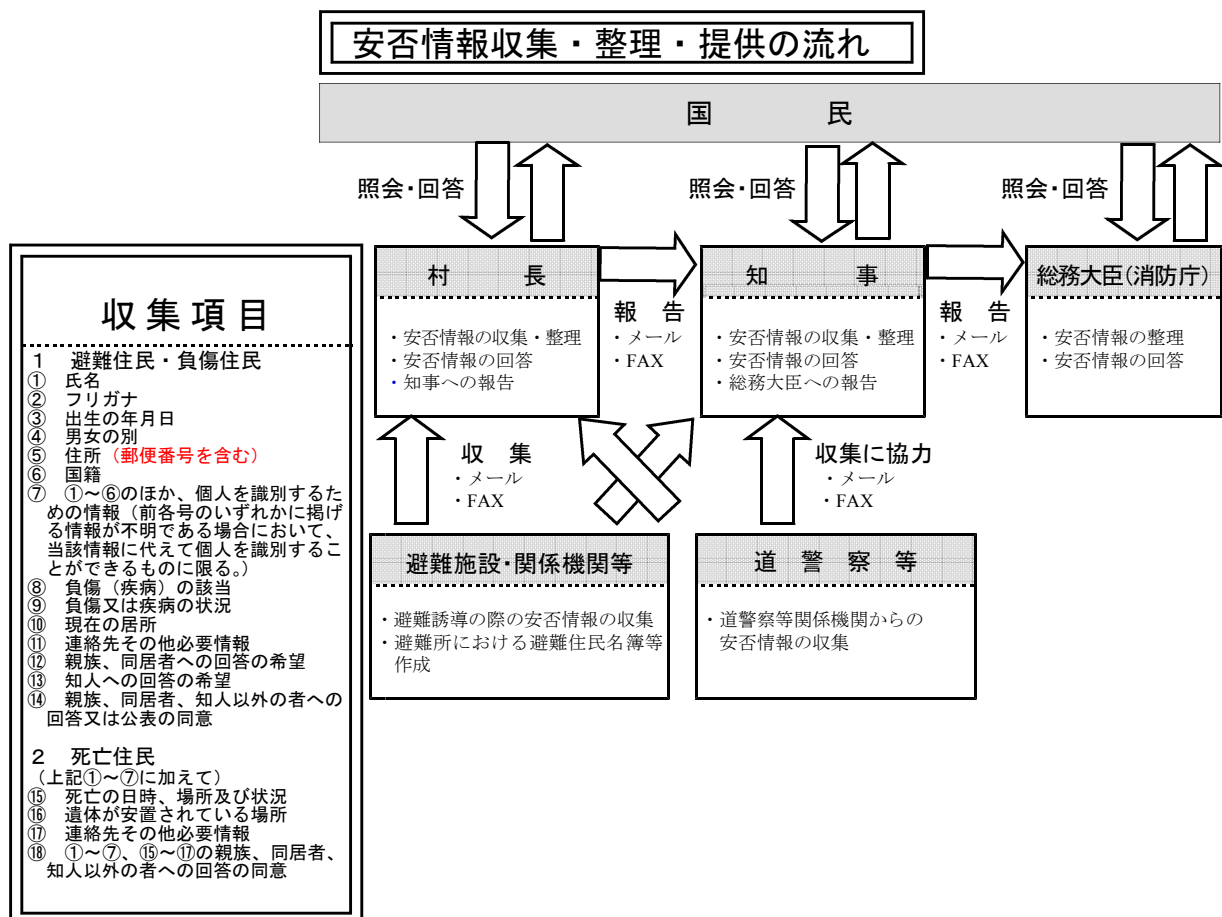 安否情報収集・整理・提供の流れ
国 民
照会・回答
照会・回答
照会・回答
収集項目
1 避難住民・負傷住民
① 氏名
② フリガナ
③ 出生の年月日
④ 男女の別
⑤ 住所（郵便番号を含む）
⑥ 国籍
⑦ ①～⑥のほか、個人を識別するた
めの情報（前各号のいずれかに掲げ
る情報が不明である場合において、
当該情報に代えて個人を識別するこ
とができるものに限る。）
⑧ 負傷（疾病）の該当
⑨ 負傷又は疾病の状況
⑩ 現在の居所
⑪ 連絡先その他必要情報
⑫ 親族、同居者への回答の希望
⑬ 知人への回答の希望
⑭ 親族、同居者、知人以外の者への
回答又は公表の同意
2 死亡住民
（上記①～⑦に加えて）
⑮ 死亡の日時、場所及び状況
⑯ 遺体が安置されている場所
⑰ 連絡先その他必要情報
⑱ ①～⑦、⑮～⑰の親族、同居者、
知人以外の者への回答の同意
村 長
・安否情報の収集・整理
・安否情報の回答
・知事への報告
報 告
・メール
・FAX
知 事
・安否情報の収集・整理
・安否情報の回答
・総務大臣への報告
報 告
・メール
・FAX
総務大臣（消防庁）
・安否情報の整理
・安否情報の回答
収 集
・メール
・FAX
収集に協力
・メール
・FAX
避難施設・関係機関等
・避難誘導の際の安否情報の収集
・避難所における避難住民名簿等
作成
道 警 察 等
・道警察等関係機関からの
安否情報の収集